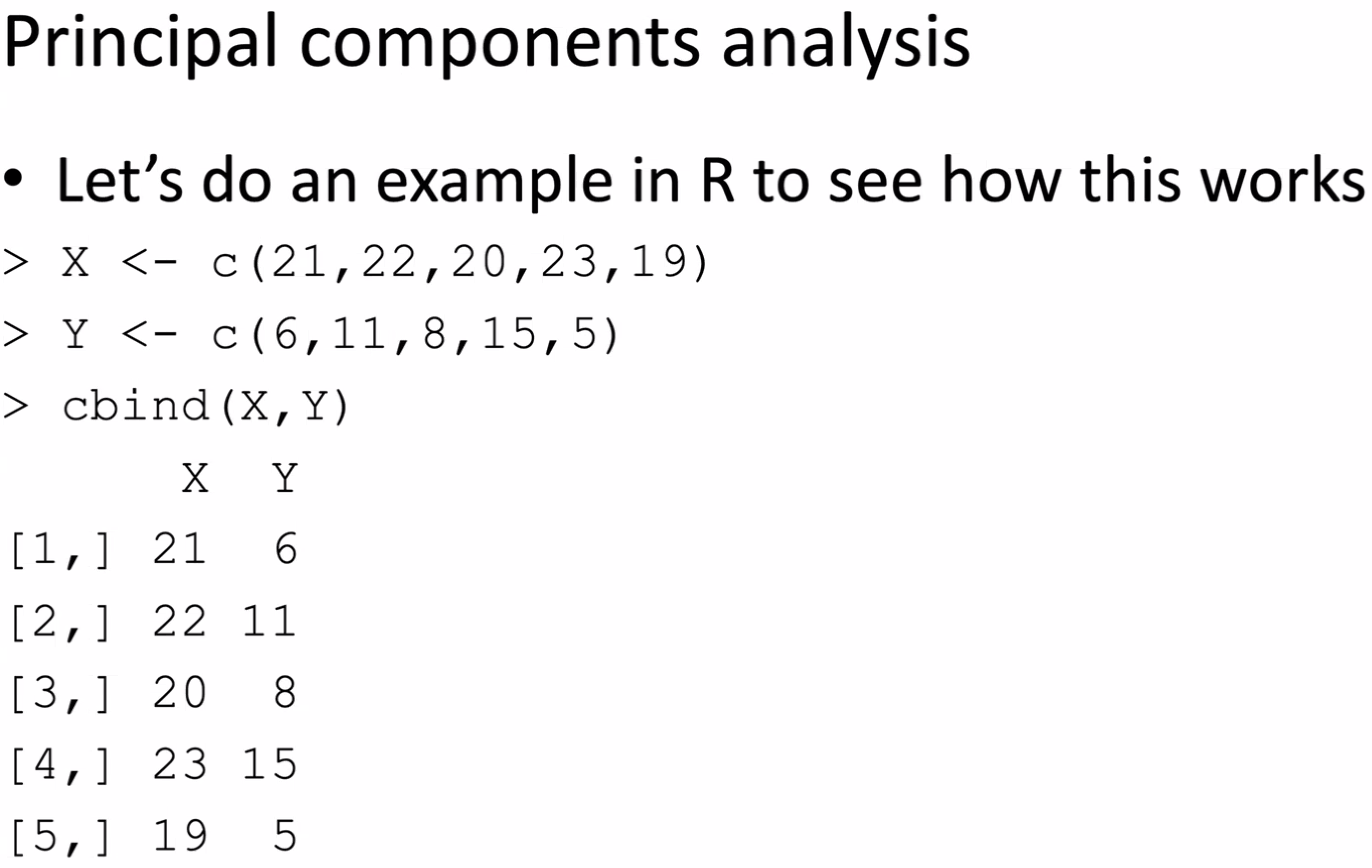 Principal components analysis
• Let’s do an example in R to see how this works
> X <- c(21,22,20,23,19)
> Y <- c(6,11,8,15,5)
> cbind(X,Y)
      X  Y
[1,] 21  6
[2,] 22 11
[3,] 20  8
[4,] 23 15
[5,] 19  5